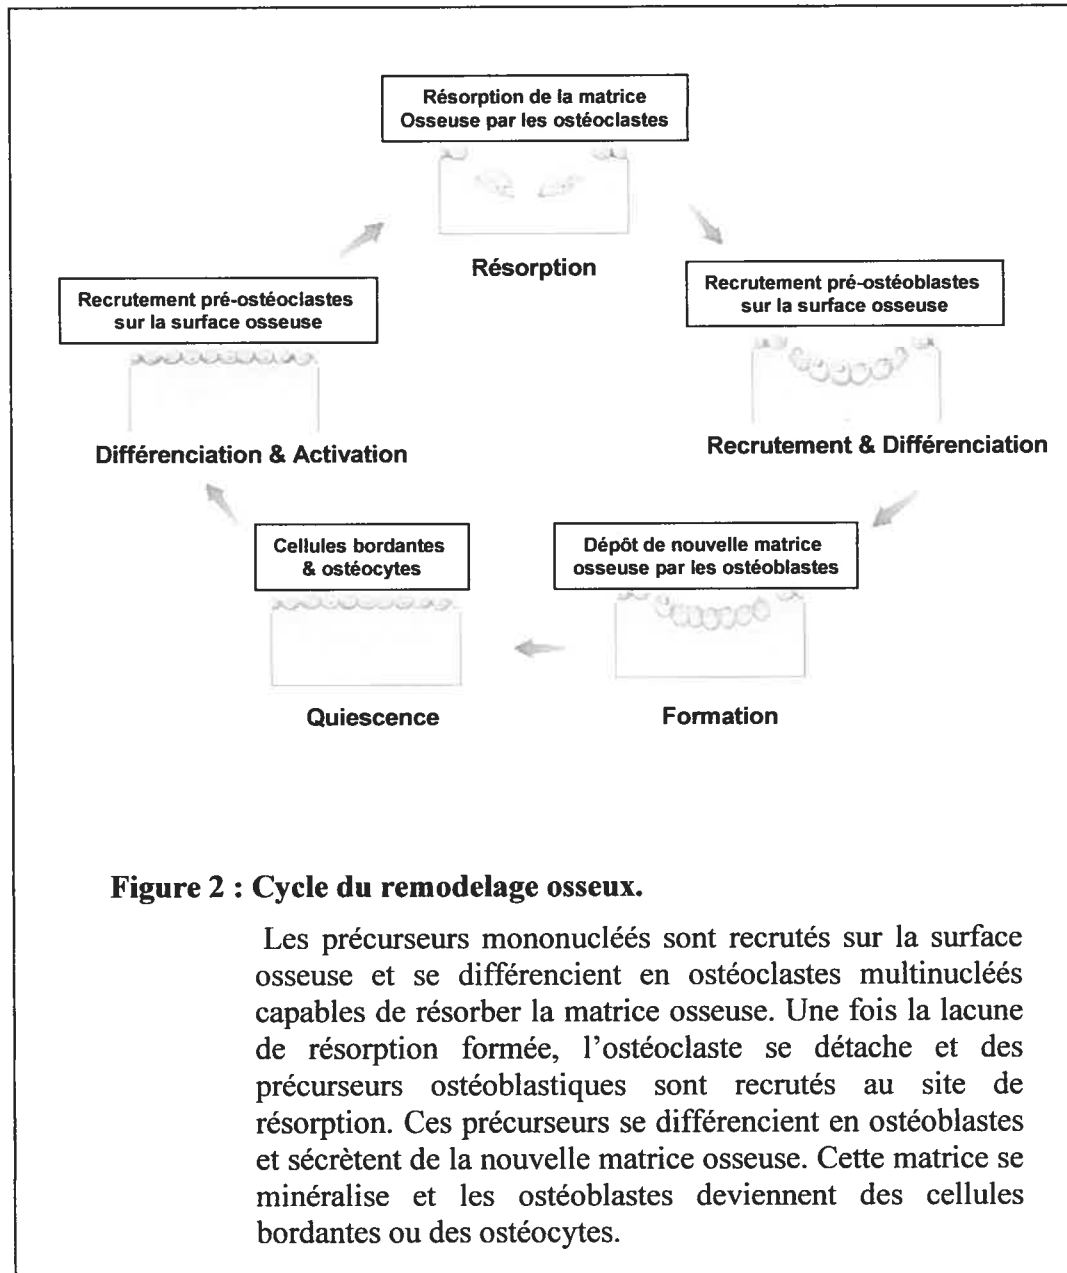 Résorption de la matrice
Osseuse par les ostéoclastes
Résorption
Recrutement pré-ostéoclastes
sur la surface osseuse
Différenciation & Activation
Recrutement pré-ostéoblastes
sur la surface osseuse
Recrutement & Différenciation
Cellules bordantes
& ostéocytes
Quiescence
Dépôt de nouvelle matrice
osseuse par les ostéoblastes
Formation
Figure 2 : Cycle du remodelage osseux.
Les précurseurs mononucléés sont recrutés sur la surface
osseuse et se différencient en ostéoclastes multinucléés
capables de résorber la matrice osseuse. Une fois la lacune
de résorption formée, l'ostéoclaste se détache et des
précurseurs ostéoblastiques sont recrutés au site de
résorption. Ces précurseurs se différencient en ostéoblastes
et sécrètent de la nouvelle matrice osseuse. Cette matrice se
minéralise et les ostéoblastes deviennent des cellules
bordantes ou des ostéocytes.